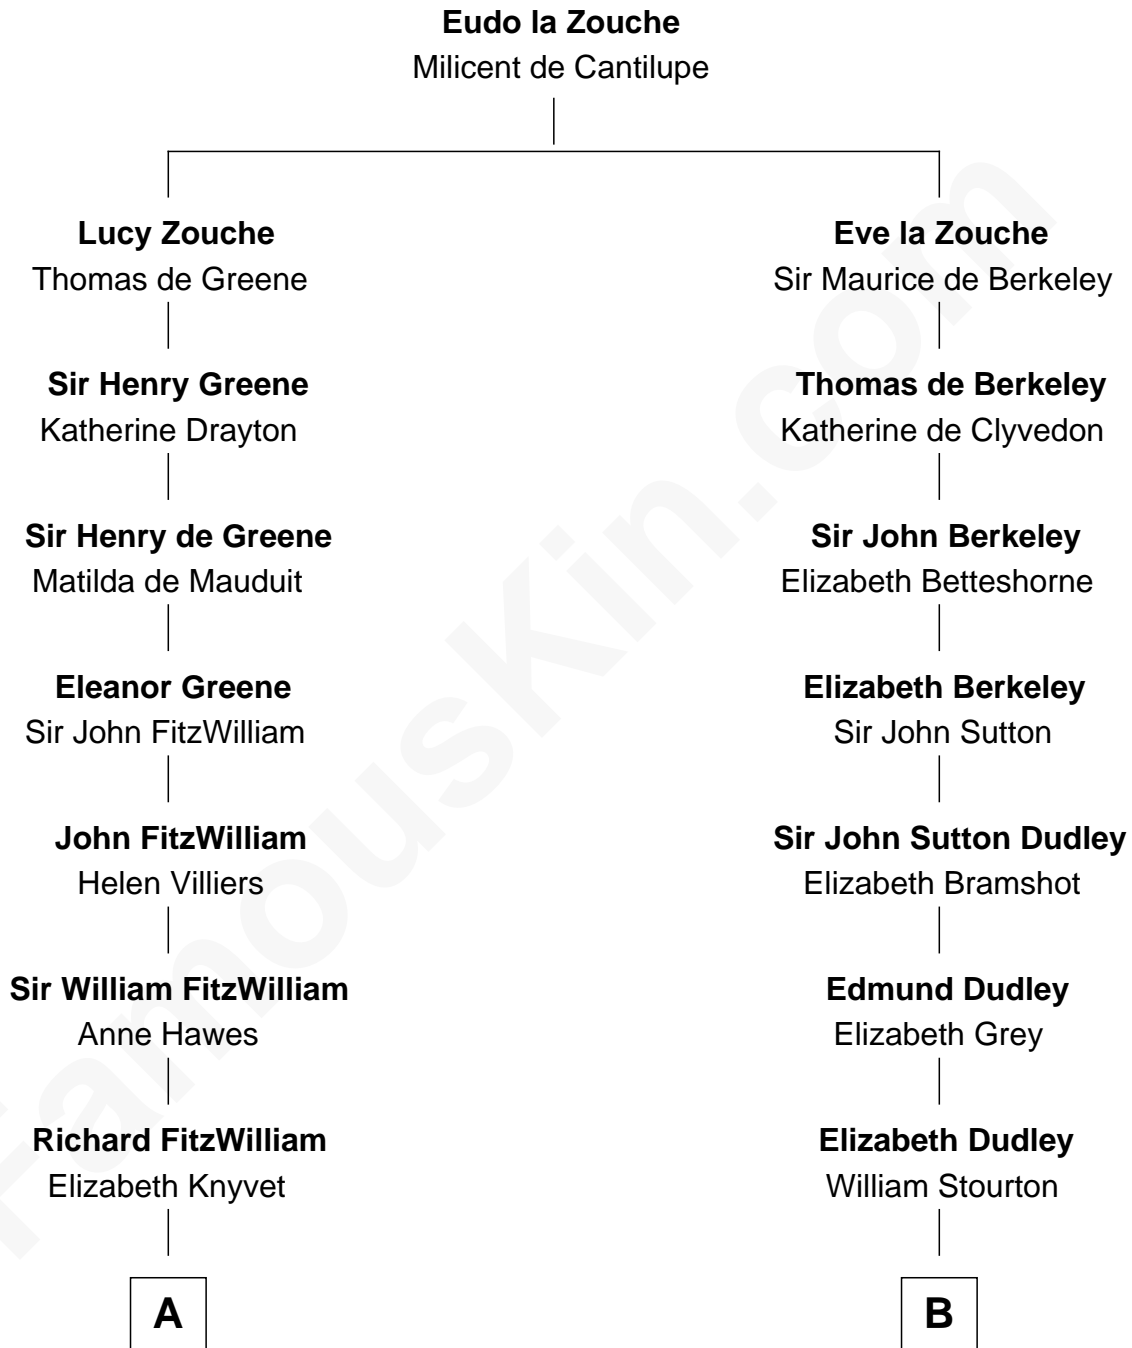 Eudo la Zouche
Milicent de Cantilupe
Lucy Zouche
Thomas de Greene
Sir Henry Greene
Katherine Drayton
Sir Henry de Greene
Matilda de Mauduit
Eleanor Greene
Sir John FitzWilliam
John FitzWilliam
Helen Villiers
Sir William FitzWilliam
Anne Hawes
Richard FitzWilliam
Elizabeth Knyvet
A
Eve la Zouche
Sir Maurice de Berkeley
Thomas de Berkeley
Katherine de Clyvedon
Sir John Berkeley
Elizabeth Betteshorne
Elizabeth Berkeley
Sir John Sutton
Sir John Sutton Dudley
Elizabeth Bramshot
Edmund Dudley
Elizabeth Grey
Elizabeth Dudley
William Stourton
B
FamousKin.com